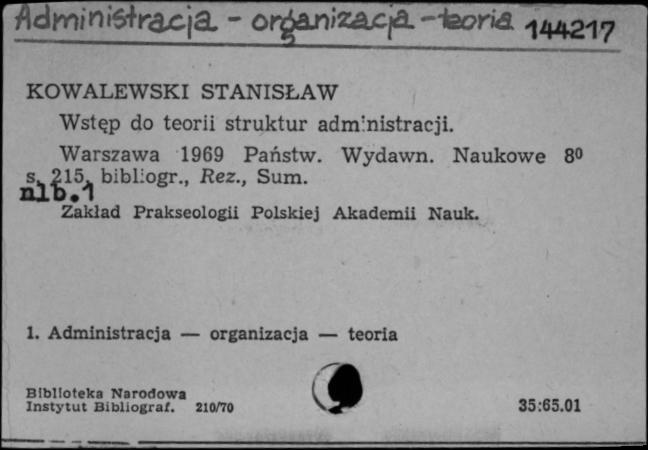 Administracja - organizacja - teoria 144217
KOWALEWSKI STANISŁAW
Wstęp do teorii struktur administracji.
Warszawa 1969 Państw. Wydawn. Naukowe 8⁰
s. 215, bibliogr., Rez., Sum.
nlb. 1
Zakład Prakseologii Polskiej Akademii Nauk.
1. Administracja — organizacja — teoria
Biblioteka Narodowa
Instytut Bibliograf. 210/70 35:65.01